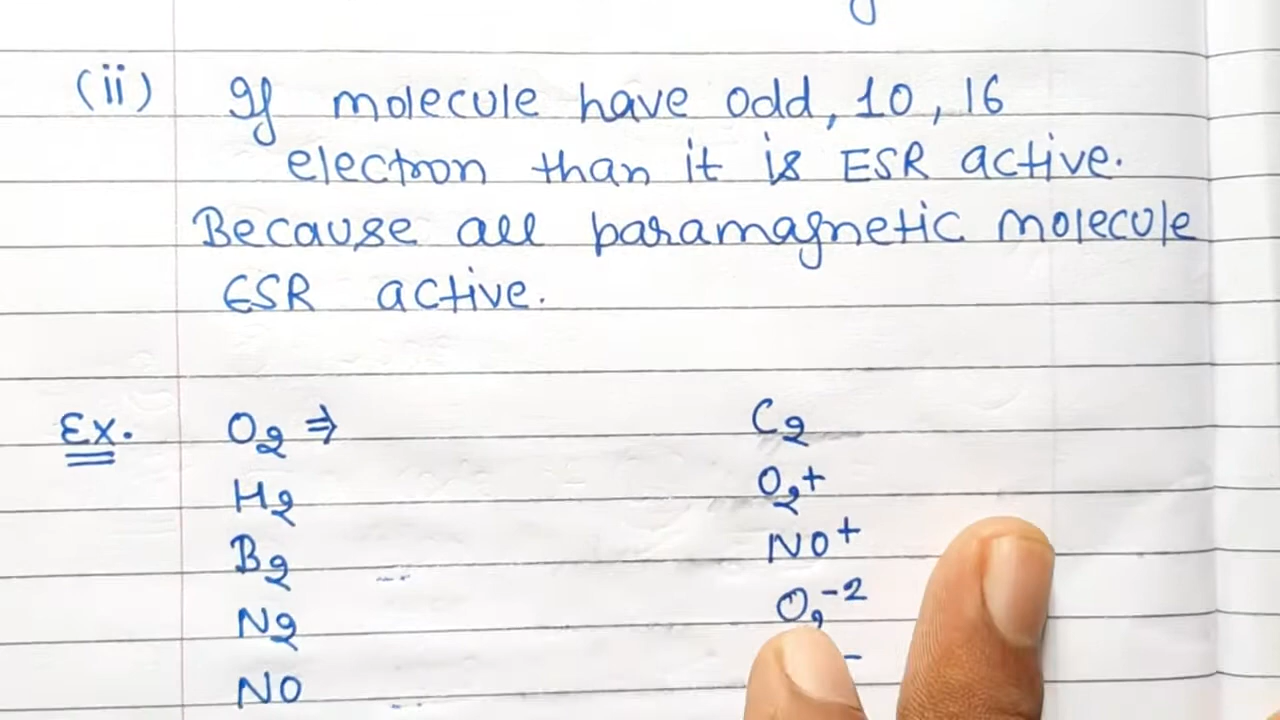 (ii) If molecule have odd, 10, 16
electron than it is ESR active.
Because all paramagnetic molecule
ESR active.
Ex. O2 ⇒ C2
H2 O2+
B2 NO+
N2 O2-2
NO -